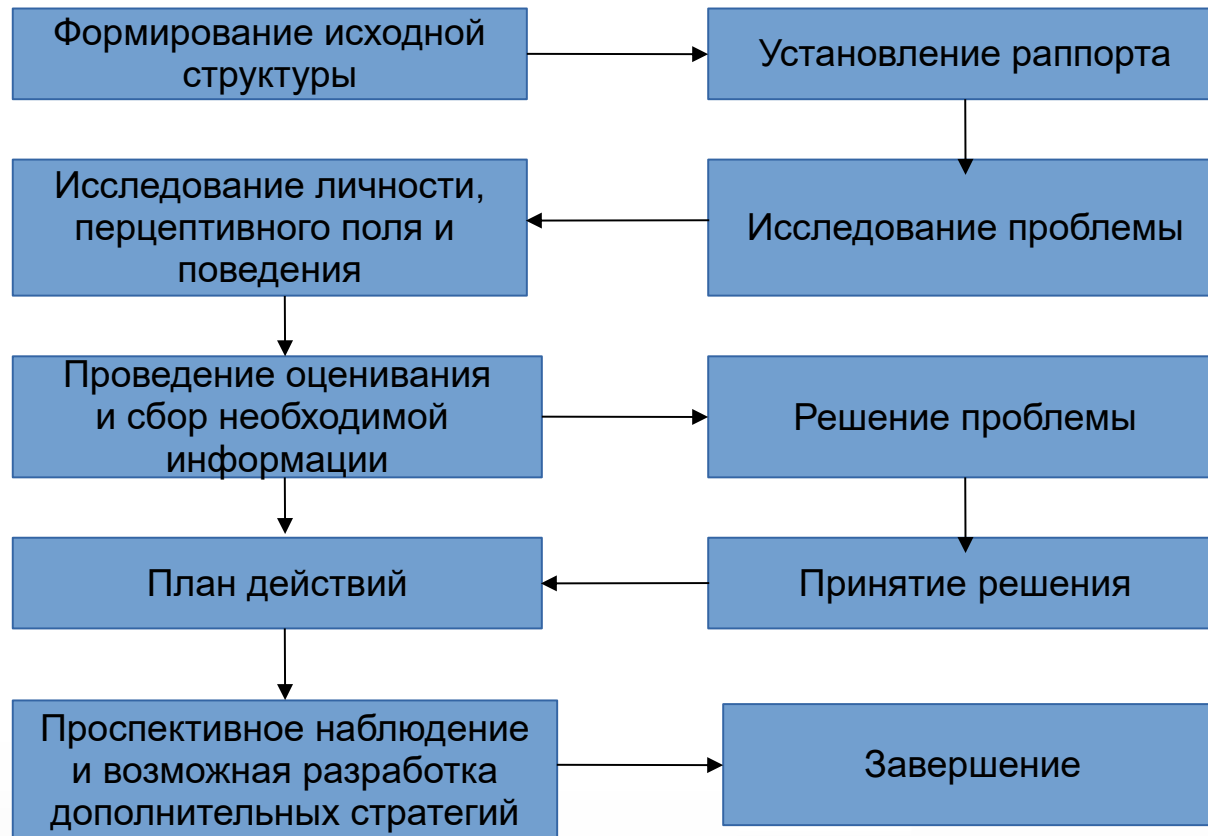 Формирование исходной
структуры
Установление раппорта
Исследование личности,
перцептивного поля и
поведения
Исследование проблемы
Проведение оценивания
и сбор необходимой
информации
Решение проблемы
План действий
Принятие решения
Проспективное наблюдение
и возможная разработка
дополнительных стратегий
Завершение